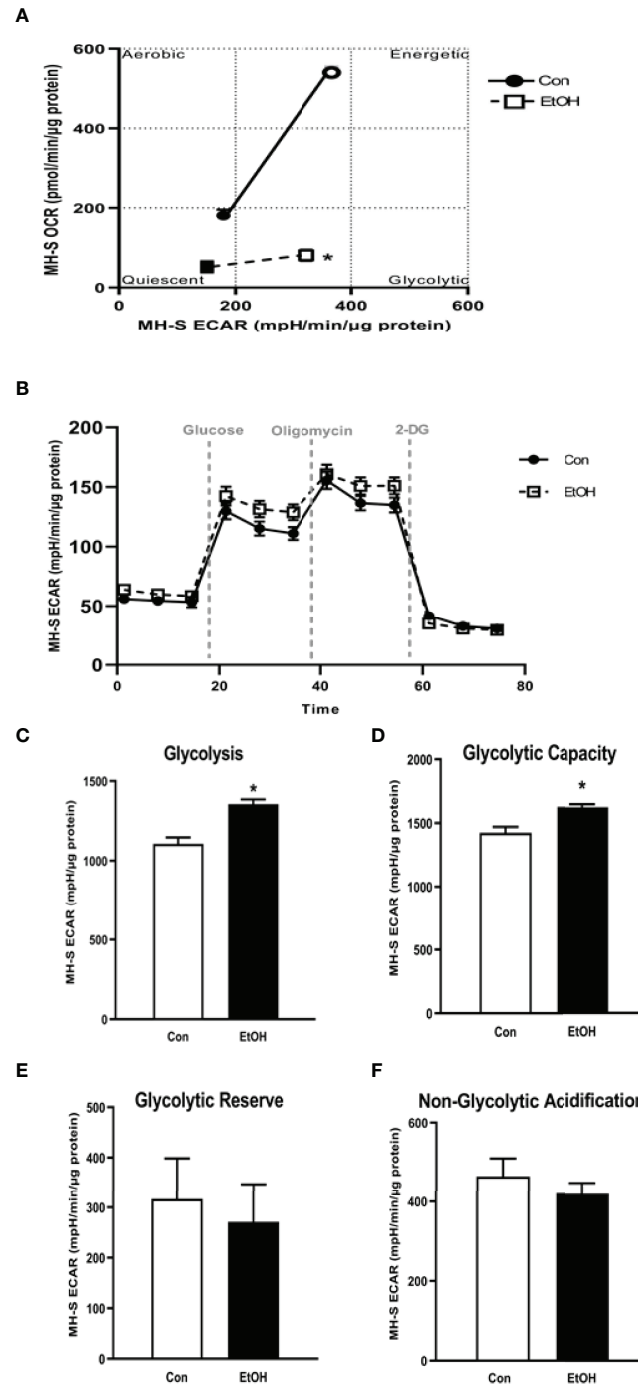 A
600
Aerobic
Energetic
Con
EtOH
400
200
0
Quiescent
Glycolytic
0
200
400
600
MH-S OCR (pmol/min/µg protein)
MH-S ECAR (mpH/min/µg protein)
B
200
150
100
50
0
Glucose
Oligomycin
2-DG
Con
EtOH
0
20
40
60
80
MH-S ECAR (mpH/min/µg protein)
Time
C
Glycolysis
1500
1000
500
0
*
MH-S ECAR (mpH/µg protein)
Con
EtOH
D
Glycolytic Capacity
2000
1500
1000
500
0
*
MH-S ECAR (mpH/µg protein)
Con
EtOH
E
Glycolytic Reserve
500
400
300
200
100
0
MH-S ECAR (mpH/min/µg protein)
Con
EtOH
F
Non-Glycolytic Acidification
600
400
200
0
MH-S ECAR (mpH/min/µg protein)
Con
EtOH